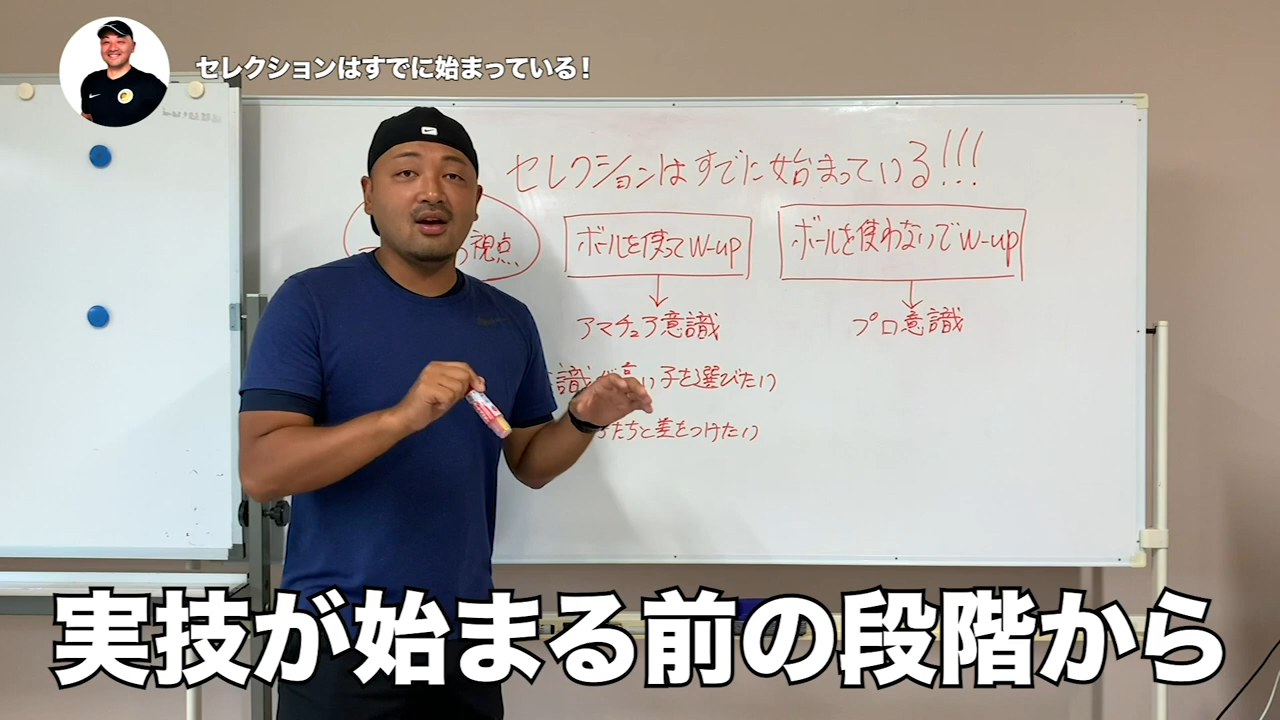 セレクションはすでに始まっている！
セレクションはすでに始まっている!!!
視点
ボールを使ってW-up
ボールを使わないでW-up
アマチュア意識
プロ意識
識が高い子を選びたい
たちと差をつけたい
実技が始まる前の段階から